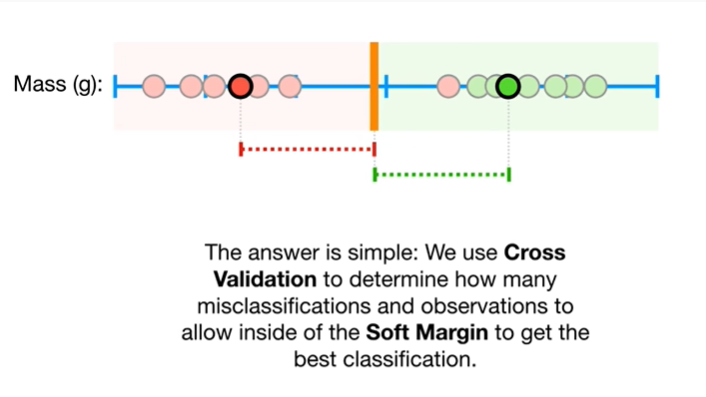 Mass (g):
The answer is simple: We use Cross
Validation to determine how many
misclassifications and observations to
allow inside of the Soft Margin to get the
best classification.